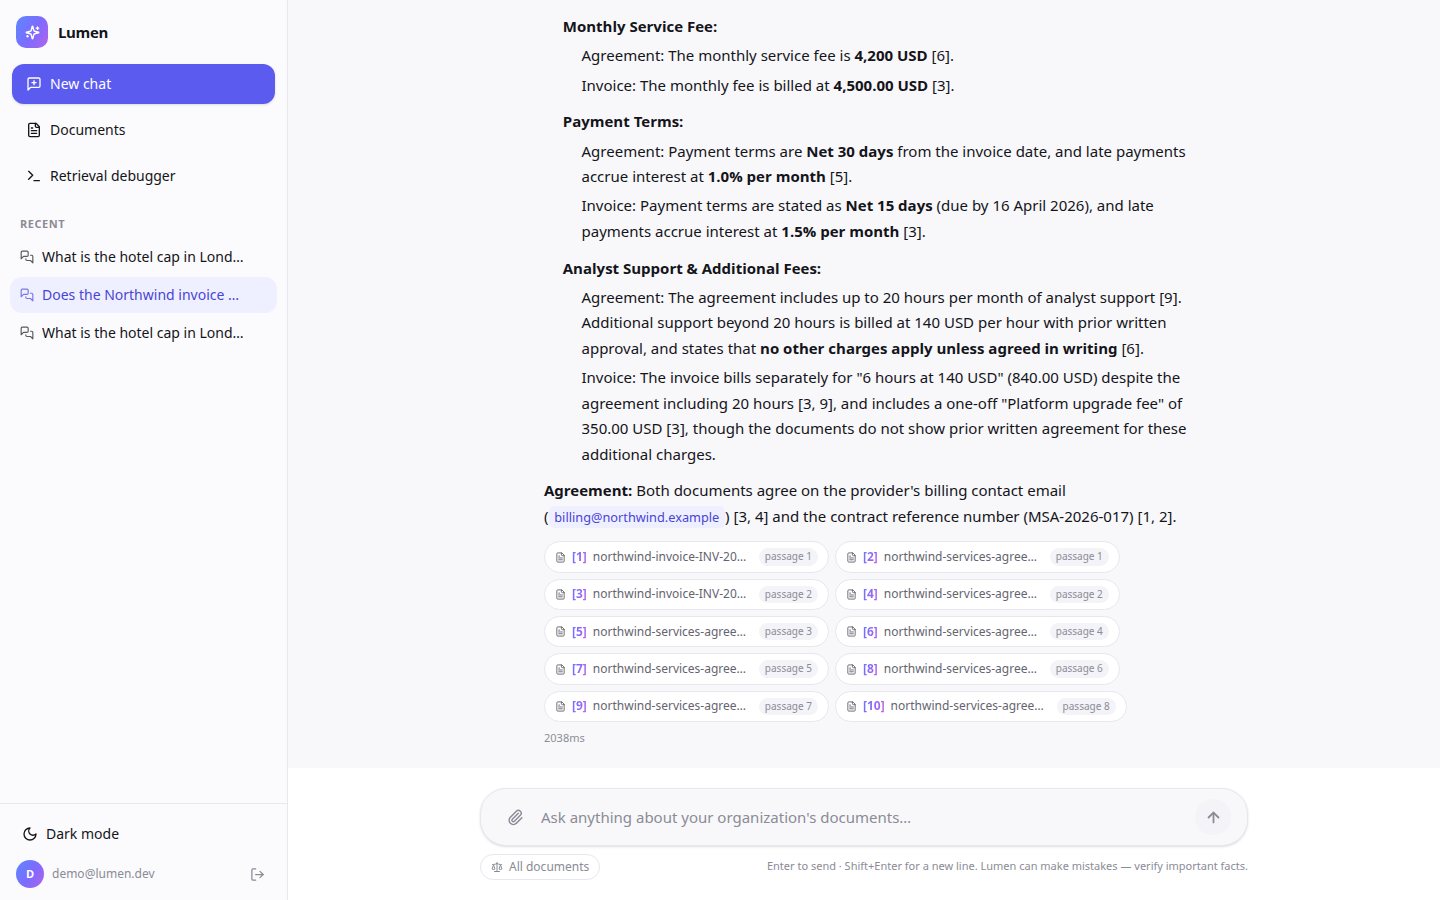 Lumen
New chat
Documents
Retrieval debugger
RECENT
What is the hotel cap in Lond...
Does the Northwind invoice ...
What is the hotel cap in Lond...
Dark mode
D
demo@lumen.dev
Monthly Service Fee:
Agreement: The monthly service fee is 4,200 USD [6].
Invoice: The monthly fee is billed at 4,500.00 USD [3].
Payment Terms:
Agreement: Payment terms are Net 30 days from the invoice date, and late payments
accrue interest at 1.0% per month [5].
Invoice: Payment terms are stated as Net 15 days (due by 16 April 2026), and late
payments accrue interest at 1.5% per month [3].
Analyst Support & Additional Fees:
Agreement: The agreement includes up to 20 hours per month of analyst support [9].
Additional support beyond 20 hours is billed at 140 USD per hour with prior written
approval, and states that no other charges apply unless agreed in writing [6].
Invoice: The invoice bills separately for "6 hours at 140 USD" (840.00 USD) despite the
agreement including 20 hours [3, 9], and includes a one-off "Platform upgrade fee" of
350.00 USD [3], though the documents do not show prior written agreement for these
additional charges.
Agreement: Both documents agree on the provider's billing contact email
( billing@northwind.example ) [3, 4] and the contract reference number (MSA-2026-017) [1, 2].
[1] northwind-invoice-INV-20... passage 1
[2] northwind-services-agree... passage 1
[3] northwind-invoice-INV-20... passage 2
[4] northwind-services-agree... passage 2
[5] northwind-services-agree... passage 3
[6] northwind-services-agree... passage 4
[7] northwind-services-agree... passage 5
[8] northwind-services-agree... passage 6
[9] northwind-services-agree... passage 7
[10] northwind-services-agree... passage 8
2038ms
Ask anything about your organization's documents...
All documents
Enter to send · Shift+Enter for a new line. Lumen can make mistakes — verify important facts.